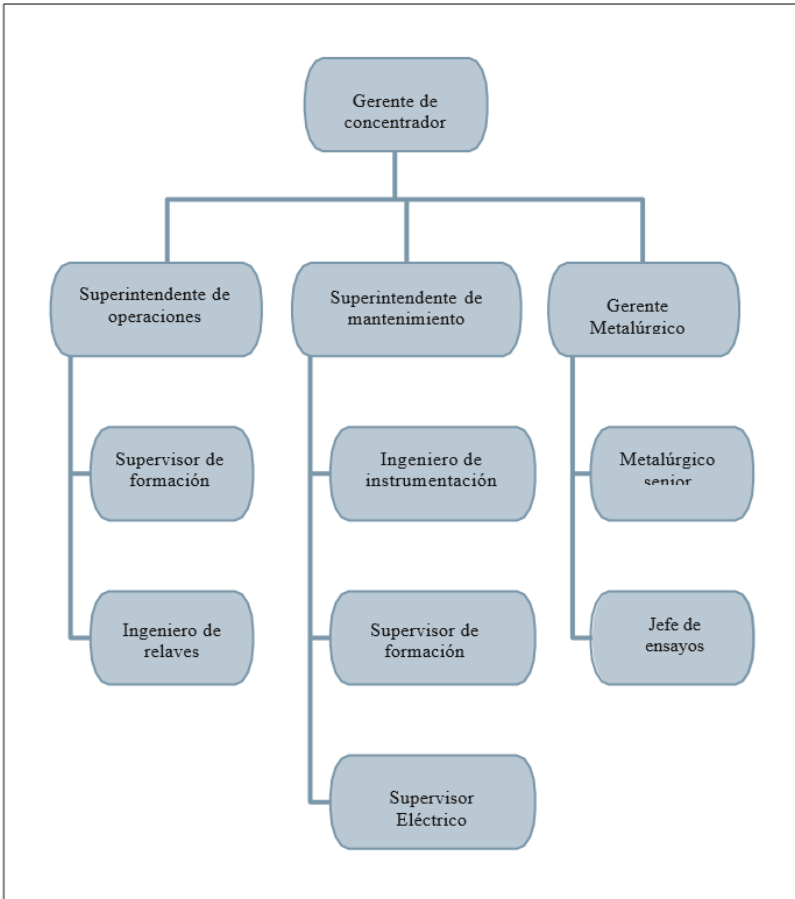 Gerente de
concentrador
Superintendente de
operaciones
Superintendente de
mantenimiento
Gerente
Metalúrgico
Supervisor de
formación
Ingeniero de
instrumentación
Metalúrgico
senior
Ingeniero de
relaves
Supervisor de
formación
Jefe de
ensayos
Supervisor
Eléctrico